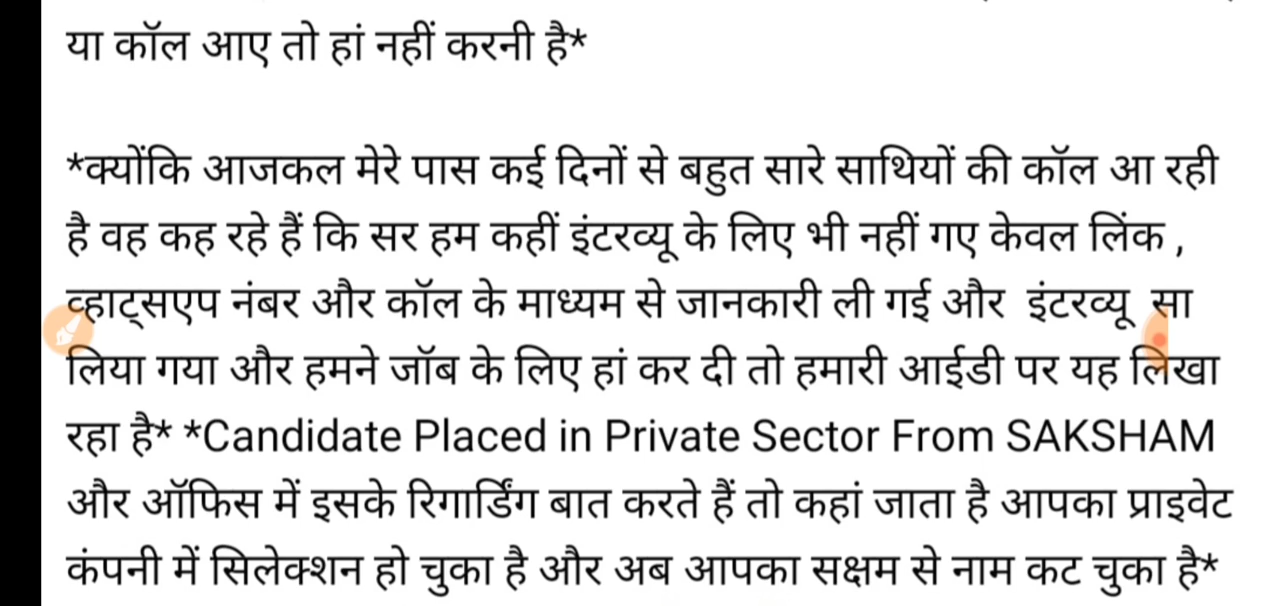 या कॉल आए तो हां नहीं करनी है*
*क्योंकि आजकल मेरे पास कई दिनों से बहुत सारे साथियों की कॉल आ रही
है वह कह रहे हैं कि सर हम कहीं इंटरव्यू के लिए भी नहीं गए केवल लिंक ,
व्हाट्सएप नंबर और कॉल के माध्यम से जानकारी ली गई और इंटरव्यू सा
लिया गया और हमने जॉब के लिए हां कर दी तो हमारी आईडी पर यह लिखा
रहा है* *Candidate Placed in Private Sector From SAKSHAM
और ऑफिस में इसके रिगार्डिंग बात करते हैं तो कहां जाता है आपका प्राइवेट
कंपनी में सिलेक्शन हो चुका है और अब आपका सक्षम से नाम कट चुका है*